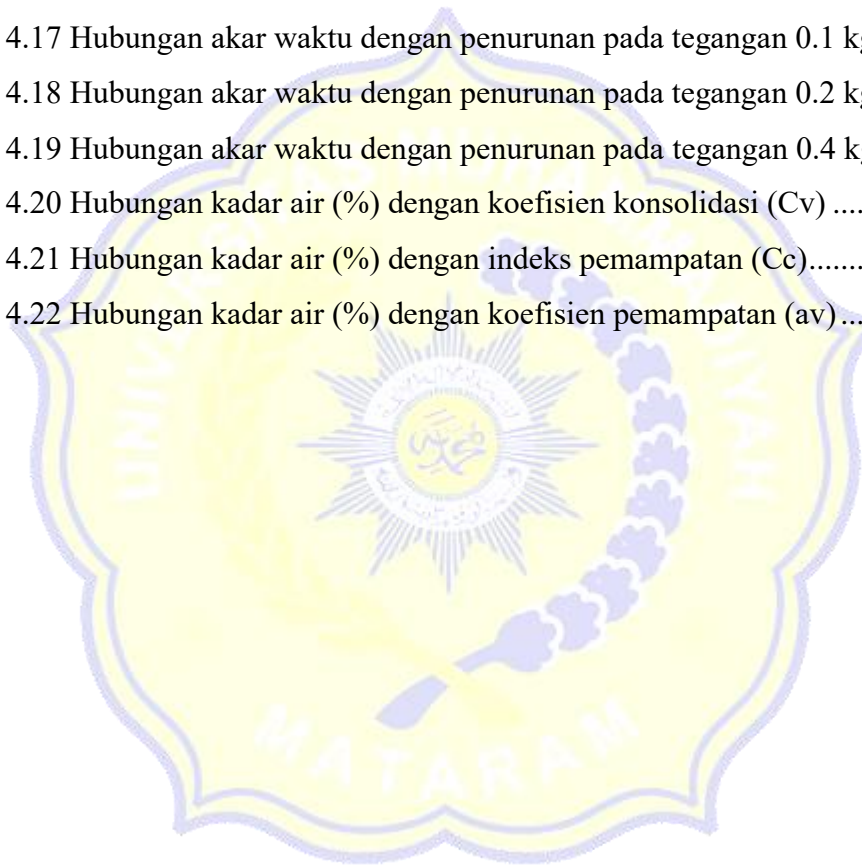 4.17 Hubungan akar waktu dengan penurunan pada tegangan 0.1
4.18 Hubungan akar waktu dengan penurunan pada tegangan 0.2
4.19 Hubungan akar waktu dengan penurunan pada tegangan 0.4
4.20 Hubungan kadar air (%) dengan koefisien konsolidasi (Cv) ....
4.21 Hubungan kadar air (%) dengan indeks pemampatan (Cc).......
4.22 Hubungan kadar air (%) dengan koefisien pemampatan (av)...
UNIVERSITAS MUHAMMADIYAH
MATARAM